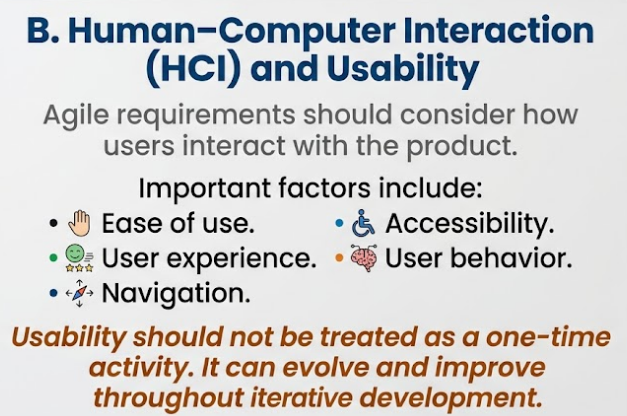 B. Human–Computer Interaction
(HCI) and Usability
Agile requirements should consider how
users interact with the product.
Important factors include:
• Ease of use.
• User experience.
• Navigation.
• Accessibility.
• User behavior.
Usability should not be treated as a one-time
activity. It can evolve and improve
throughout iterative development.